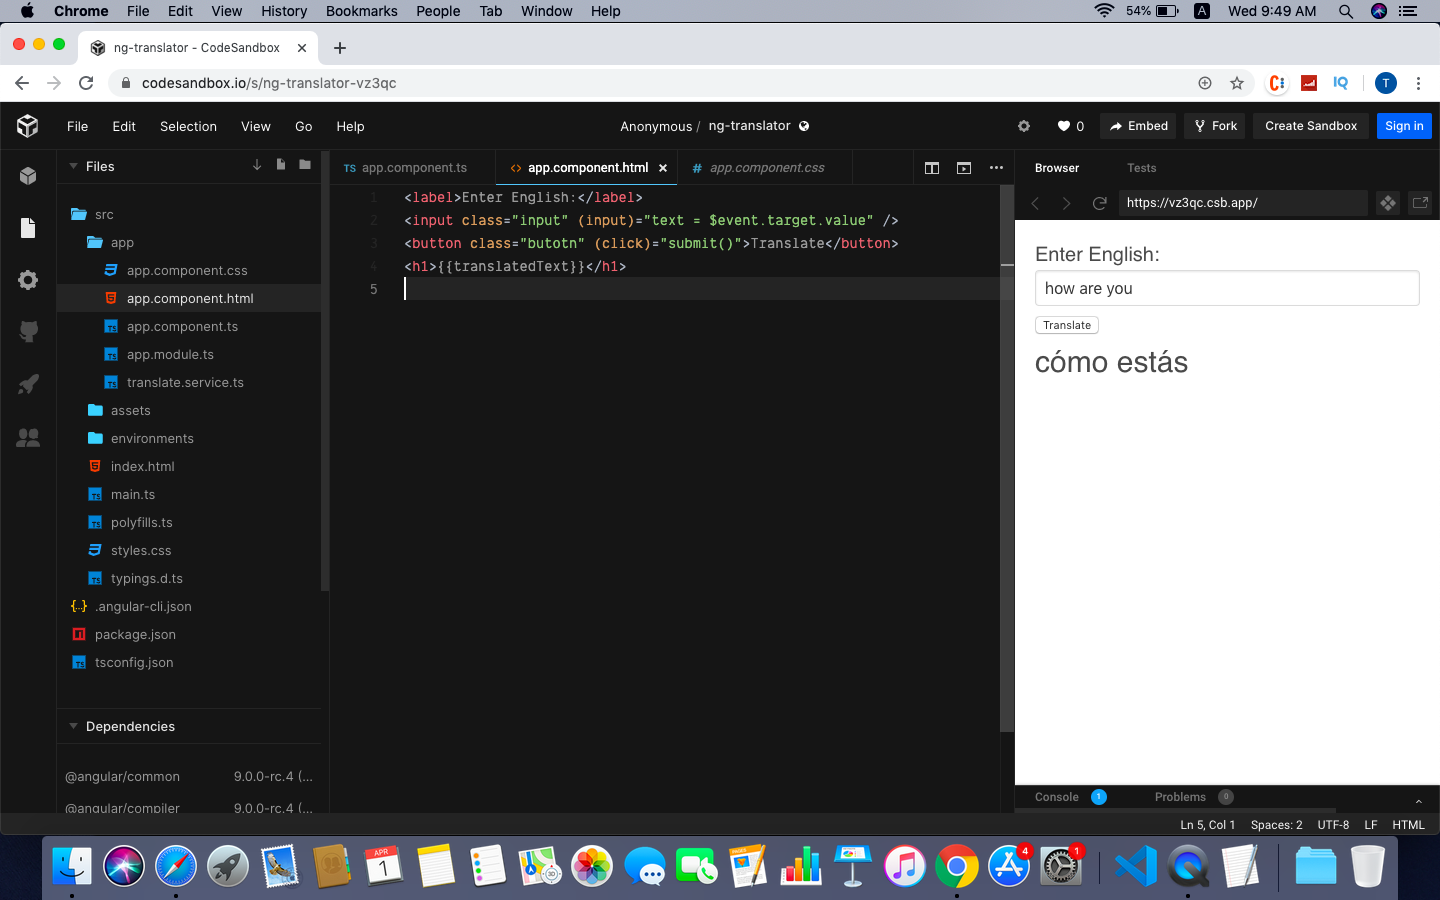 Chrome File Edit View History Bookmarks People Tab Window Help 54% A Wed 9:49 AM
ng-translator - CodeSandbox
codesandbox.io/s/ng-translator-vz3qc
IQ T
File Edit Selection View Go Help Anonymous / ng-translator 0 Embed Fork Create Sandbox Sign in
Files
src
app
app.component.css
app.component.html
app.component.ts
app.module.ts
translate.service.ts
assets
environments
index.html
main.ts
polyfills.ts
styles.css
typings.d.ts
.angular-cli.json
package.json
tsconfig.json
Dependencies
@angular/common 9.0.0-rc.4 (...
@angular/compiler 9.0.0-rc.4 (...
TS app.component.ts <> app.component.html # app.component.css
1 <label>Enter English:</label>
2 <input class="input" (input)="text = $event.target.value" />
3 <button class="butotn" (click)="submit()">Translate</button>
4 <h1>{{translatedText}}</h1>
5
Browser Tests
https://vz3qc.csb.app/
Enter English:
how are you
Translate
cómo estás
Console 1 Problems 0
Ln 5, Col 1 Spaces: 2 UTF-8 LF HTML
APR
1
PAGES
3D
4
1